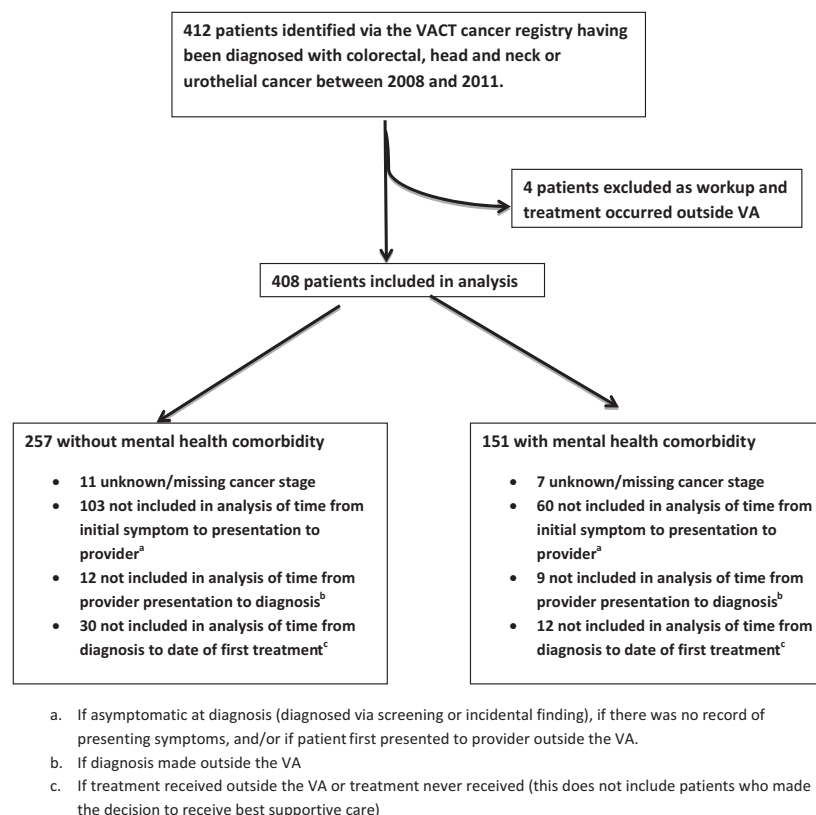 412 patients identified via the VACT cancer registry having
been diagnosed with colorectal, head and neck or
urothelial cancer between 2008 and 2011.
4 patients excluded as workup and
treatment occurred outside VA
408 patients included in analysis
257 without mental health comorbidity
• 11 unknown/missing cancer stage
• 103 not included in analysis of time from
initial symptom to presentation to
providerᵃ
• 12 not included in analysis of time from
provider presentation to diagnosisᵇ
• 30 not included in analysis of time from
diagnosis to date of first treatmentᶜ
151 with mental health comorbidity
• 7 unknown/missing cancer stage
• 60 not included in analysis of time from
initial symptom to presentation to
providerᵃ
• 9 not included in analysis of time from
provider presentation to diagnosisᵇ
• 12 not included in analysis of time from
diagnosis to date of first treatmentᶜ
a. If asymptomatic at diagnosis (diagnosed via screening or incidental finding), if there was no record of
presenting symptoms, and/or if patient first presented to provider outside the VA.
b. If diagnosis made outside the VA
c. If treatment received outside the VA or treatment never received (this does not include patients who made
the decision to receive best supportive care)